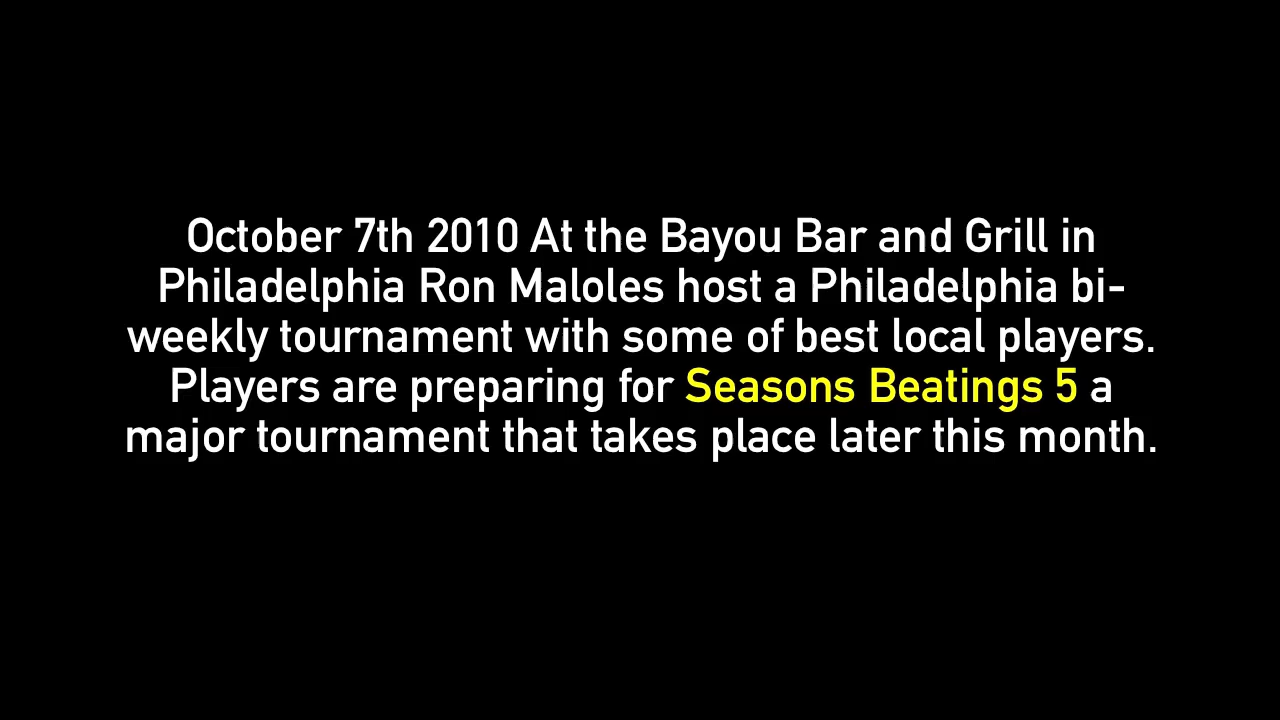 October 7th 2010 At the Bayou Bar and Grill in
Philadelphia Ron Maloles host a Philadelphia bi-
weekly tournament with some of best local players.
Players are preparing for Seasons Beatings 5 a
major tournament that takes place later this month.